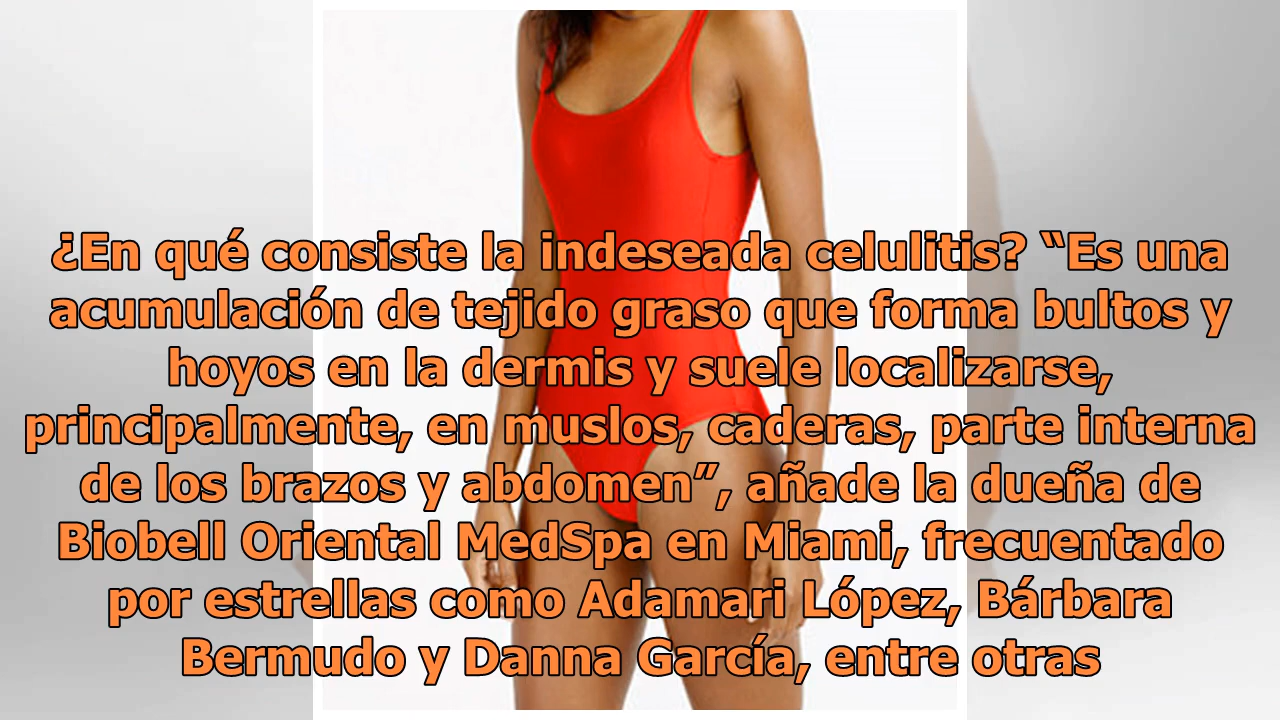 ¿En qué consiste la indeseada celulitis? “Es una
acumulación de tejido graso que forma bultos y
hoyos en la dermis y suele localizarse,
principalmente, en muslos, caderas, parte interna
de los brazos y abdomen”, añade la dueña de
Biobell Oriental MedSpa en Miami, frecuentado
por estrellas como Adamari López, Bárbara
Bermudo y Danna García, entre otras